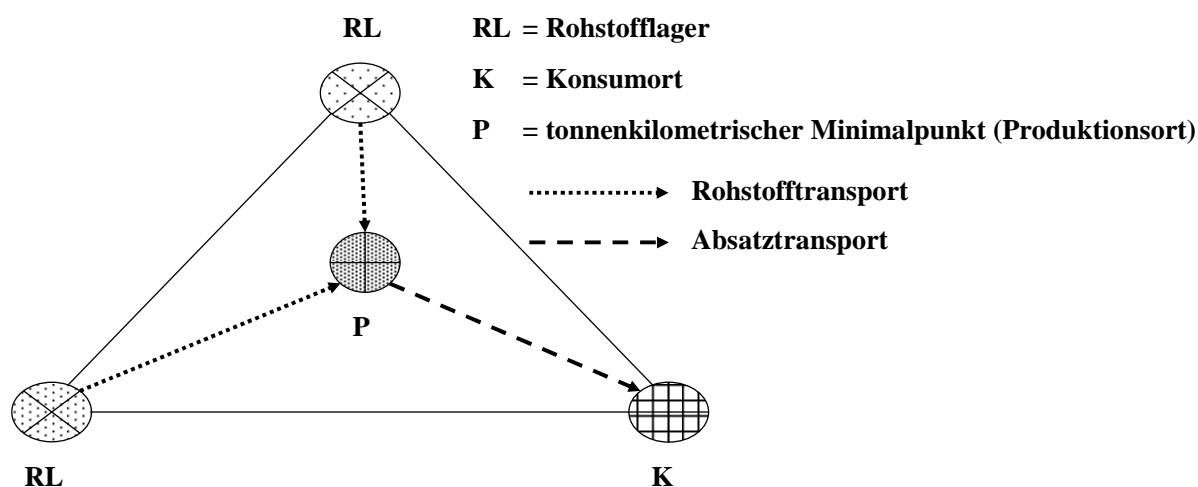 RL
RL = Rohstofflager
K = Konsumort
P = tonnenkilometrischer Minimalpunkt (Produktionsort)
Rohstofftransport
Absatztransport
P
RL
K